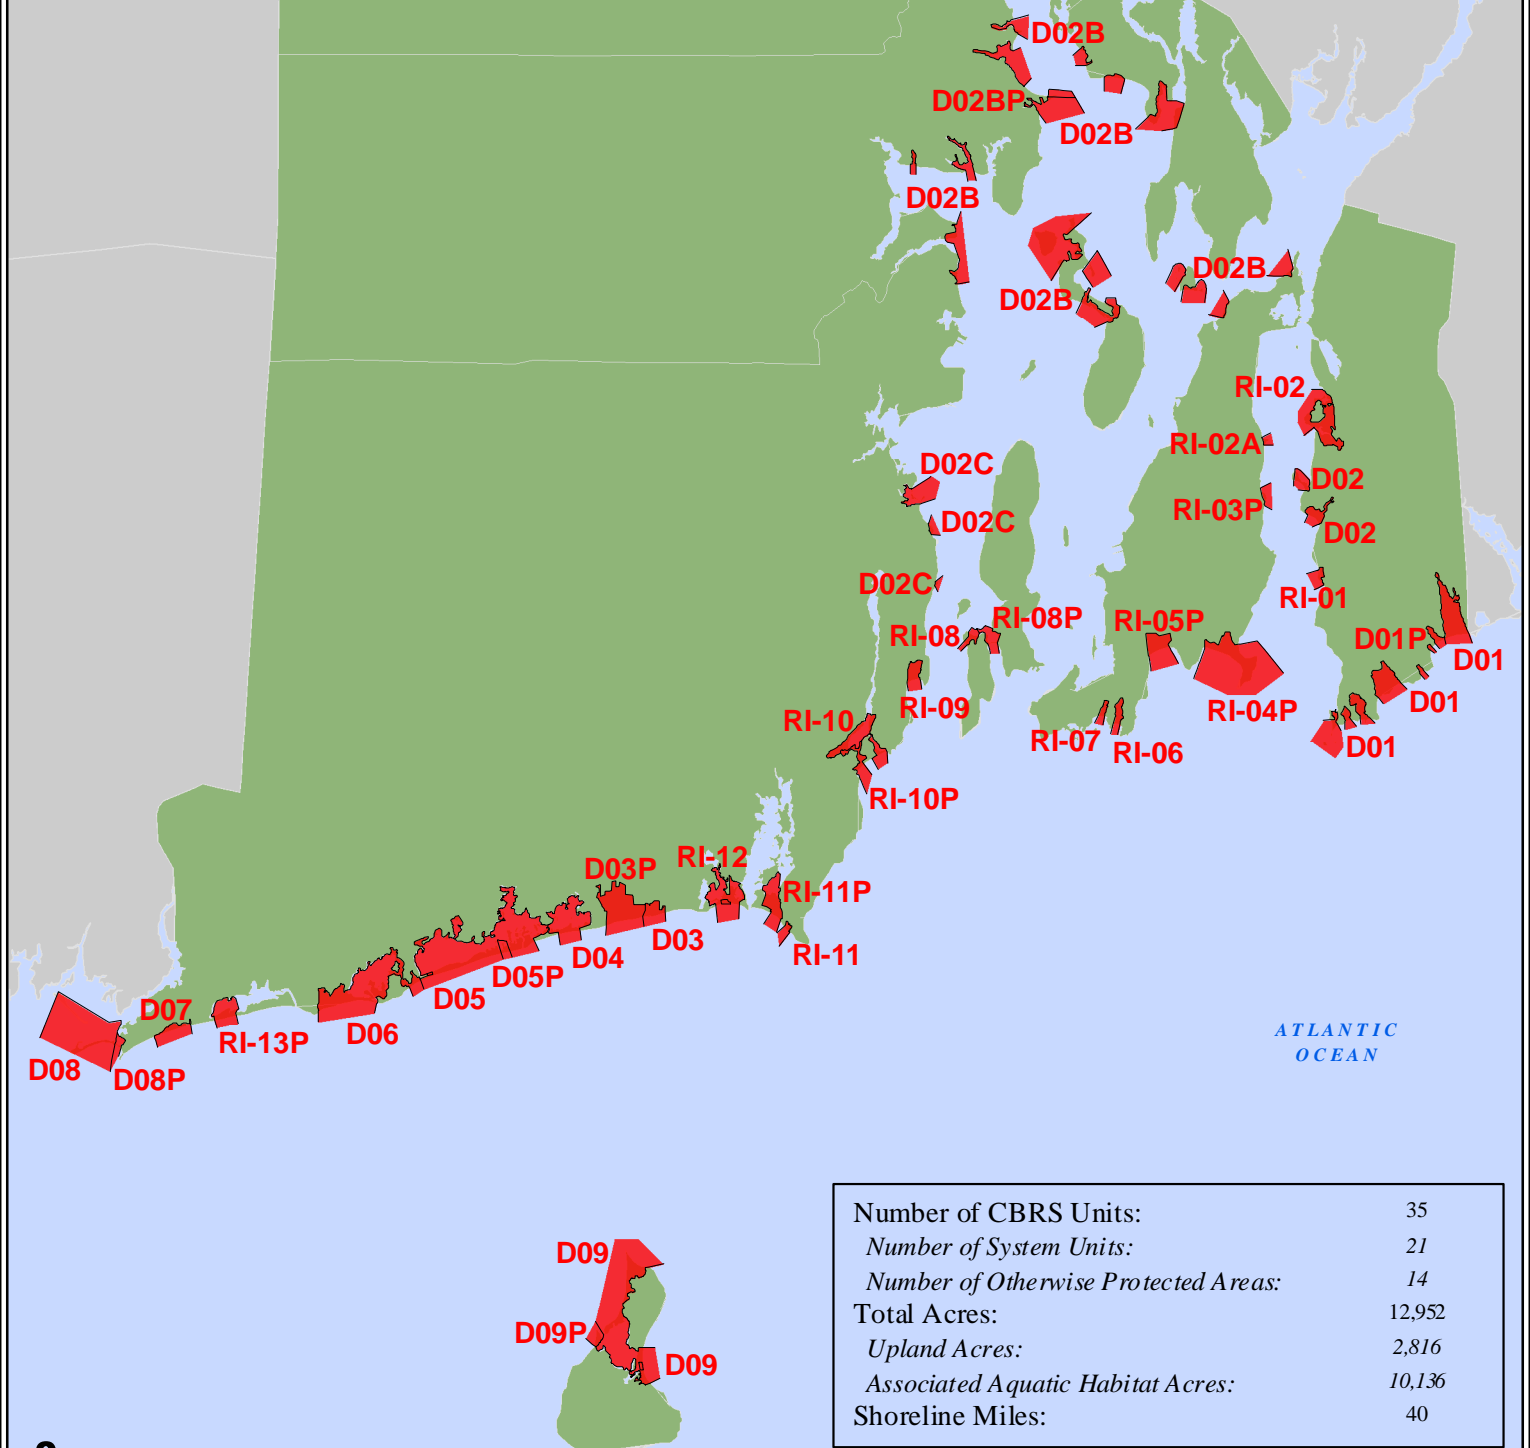 D02B
D02BP
D02B
D02B
D02B
D02B
RI-02
RI-02A
D02C
D02
RI-03P
D02C
D02
D02C
RI-01
RI-08P
RI-05P
RI-08
D01P
D01
RI-09
D01
RI-04P
RI-10
RI-07
RI-06
D01
RI-10P
RI-12
D03P
RI-11P
D03
RI-11
D04
D05P
D05
D07
D06
RI-13P
D08
D08P
ATLANTIC
OCEAN
D09
D09P
D09
Number of CBRS Units: 35
Number of System Units: 21
Number of Otherwise Protected Areas: 14
Total Acres: 12,952
Upland Acres: 2,816
Associated Aquatic Habitat Acres: 10,136
Shoreline Miles: 40